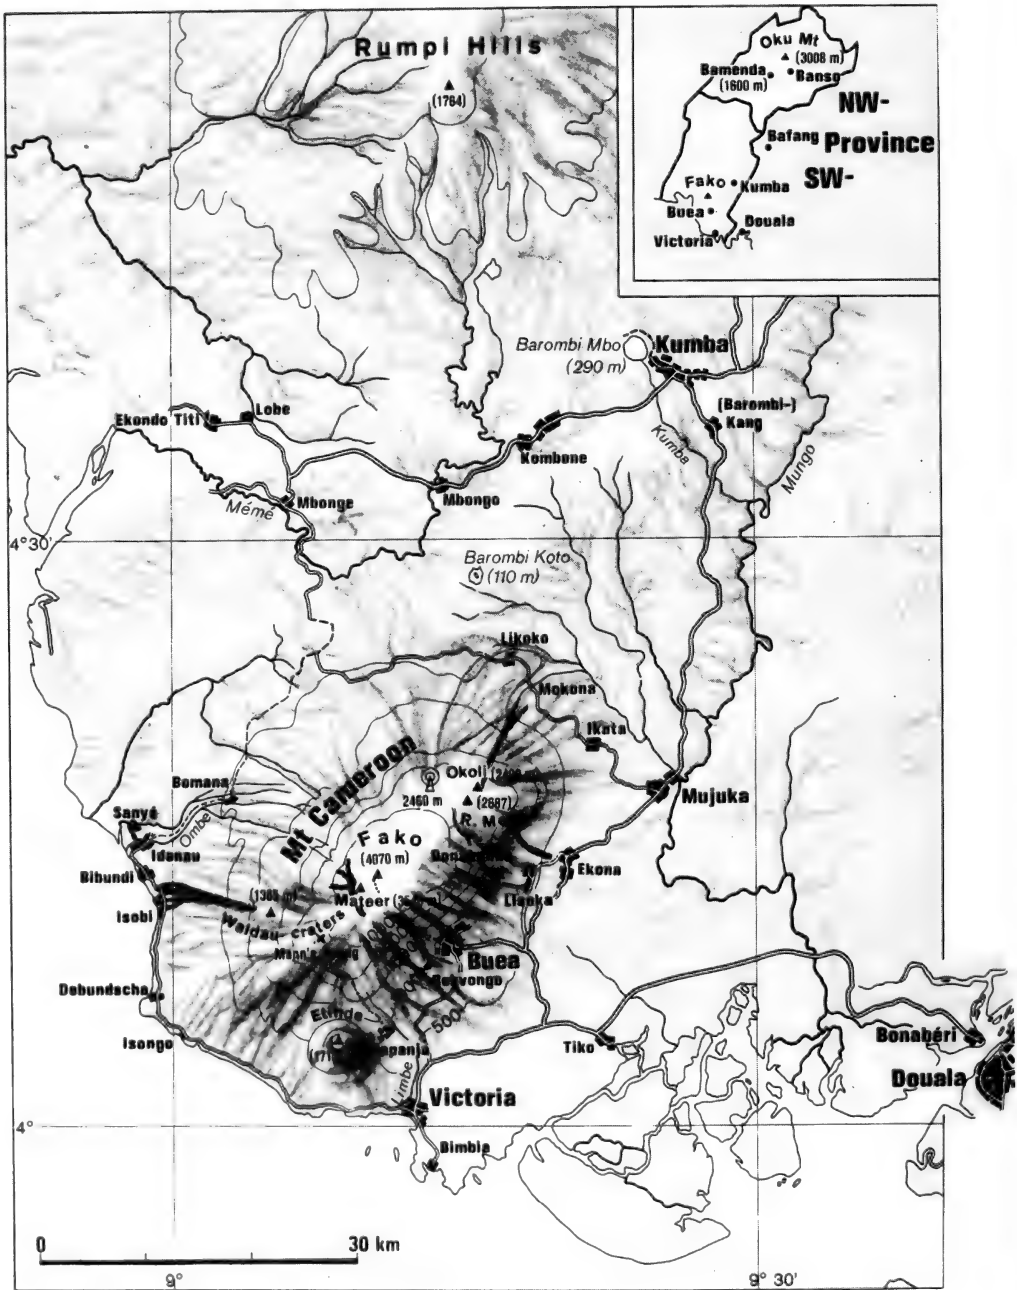 Rumpi Hills
(1764)
Oku Mt
(3008 m)
Bamenda
(1600 m)
Banso
NW-
Bafang
Province
SW-
Fako
Kumba
Buea
Douala
Victoria
Barombi Mbo
(290 m)
Kumba
(Barombi-)
Kang
Ekondo Titi
Lobe
Kombone
Kumba
Mungo
Mbonge
Mbongo
Mémé
4°30'
Barombi Koto
(110 m)
Likoko
Mokona
Ikata
Mt Cameroon
Okoli
2460 m
(2687)
R. M
Mujuka
Bomana
Sanyé
Ombe
Idenau
Fako
(4070 m)
Bibundi
Ekona
Lisoka
Isobi
(1385 m)
Mateer
Waldau craters
Buea
Debundscha
Etinde
500
Isongo
Tiko
Bonabéri
Douala
Limbe
Victoria
4°
Bimbia
0 30 km
9° 9° 30'